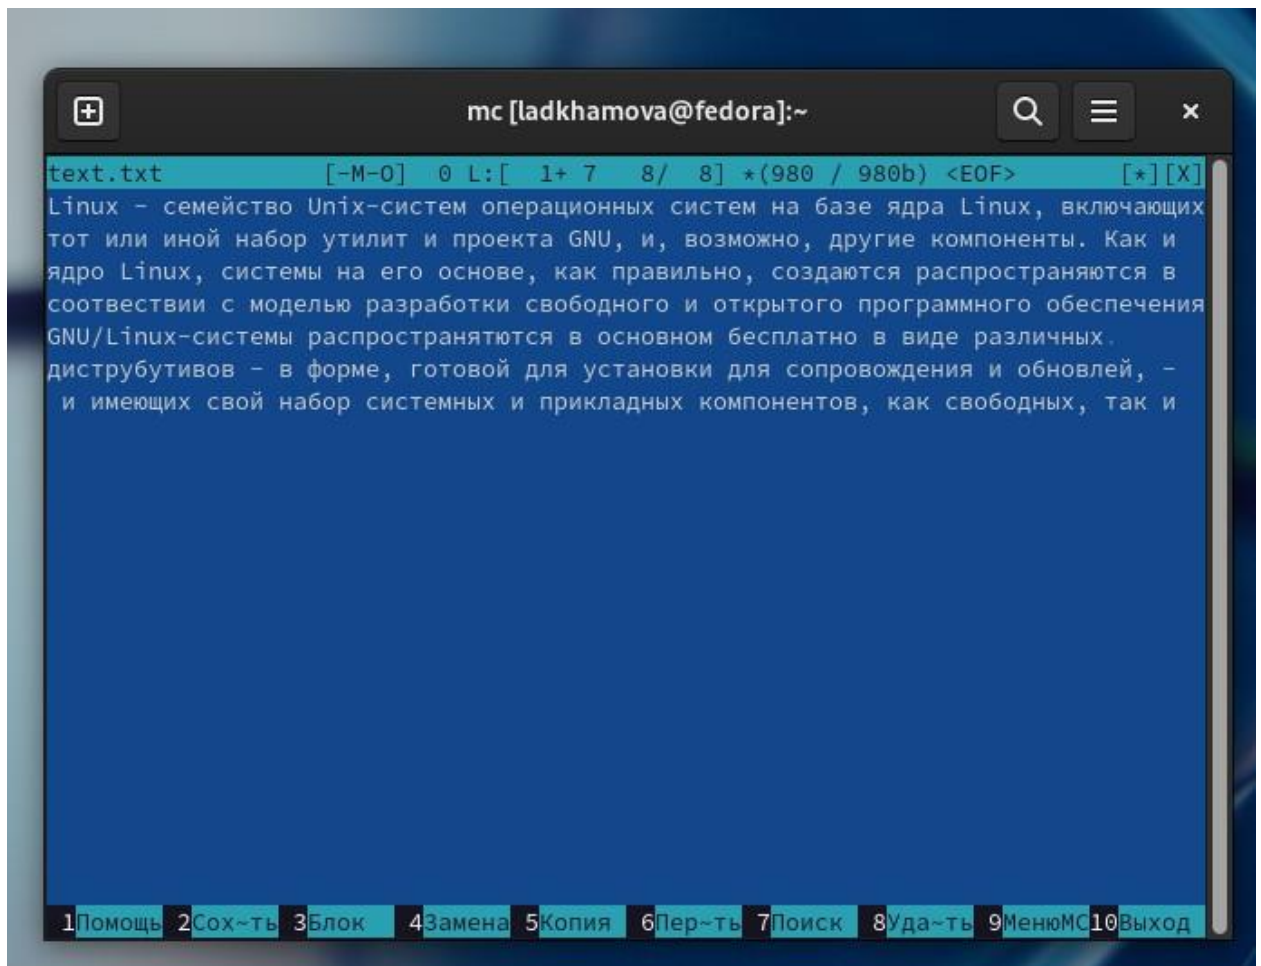 mc [ladkhamova@fedora]:~
text.txt [-M-O] 0 L:[ 1+ 7 8/ 8] *(980 / 980b) <EOF> [*][X]
Linux - семейство Unix-систем операционных систем на базе ядра Linux, включающих
тот или иной набор утилит и проекта GNU, и, возможно, другие компоненты. Как и
ядро Linux, системы на его основе, как правильно, создаются распространяются в
соотвествии с моделью разработки свободного и открытого программного обеспечения
GNU/Linux-системы распространятются в основном бесплатно в виде различных.
диструбутивов - в форме, готовой для установки для сопровождения и обновлей, -
и имеющих свой набор системных и прикладных компонентов, как свободных, так и
1Помощь 2Сох~ть 3Блок 4Замена 5Копия 6Пер~ть 7Поиск 8Уда~ть 9МенюMC 10Выход